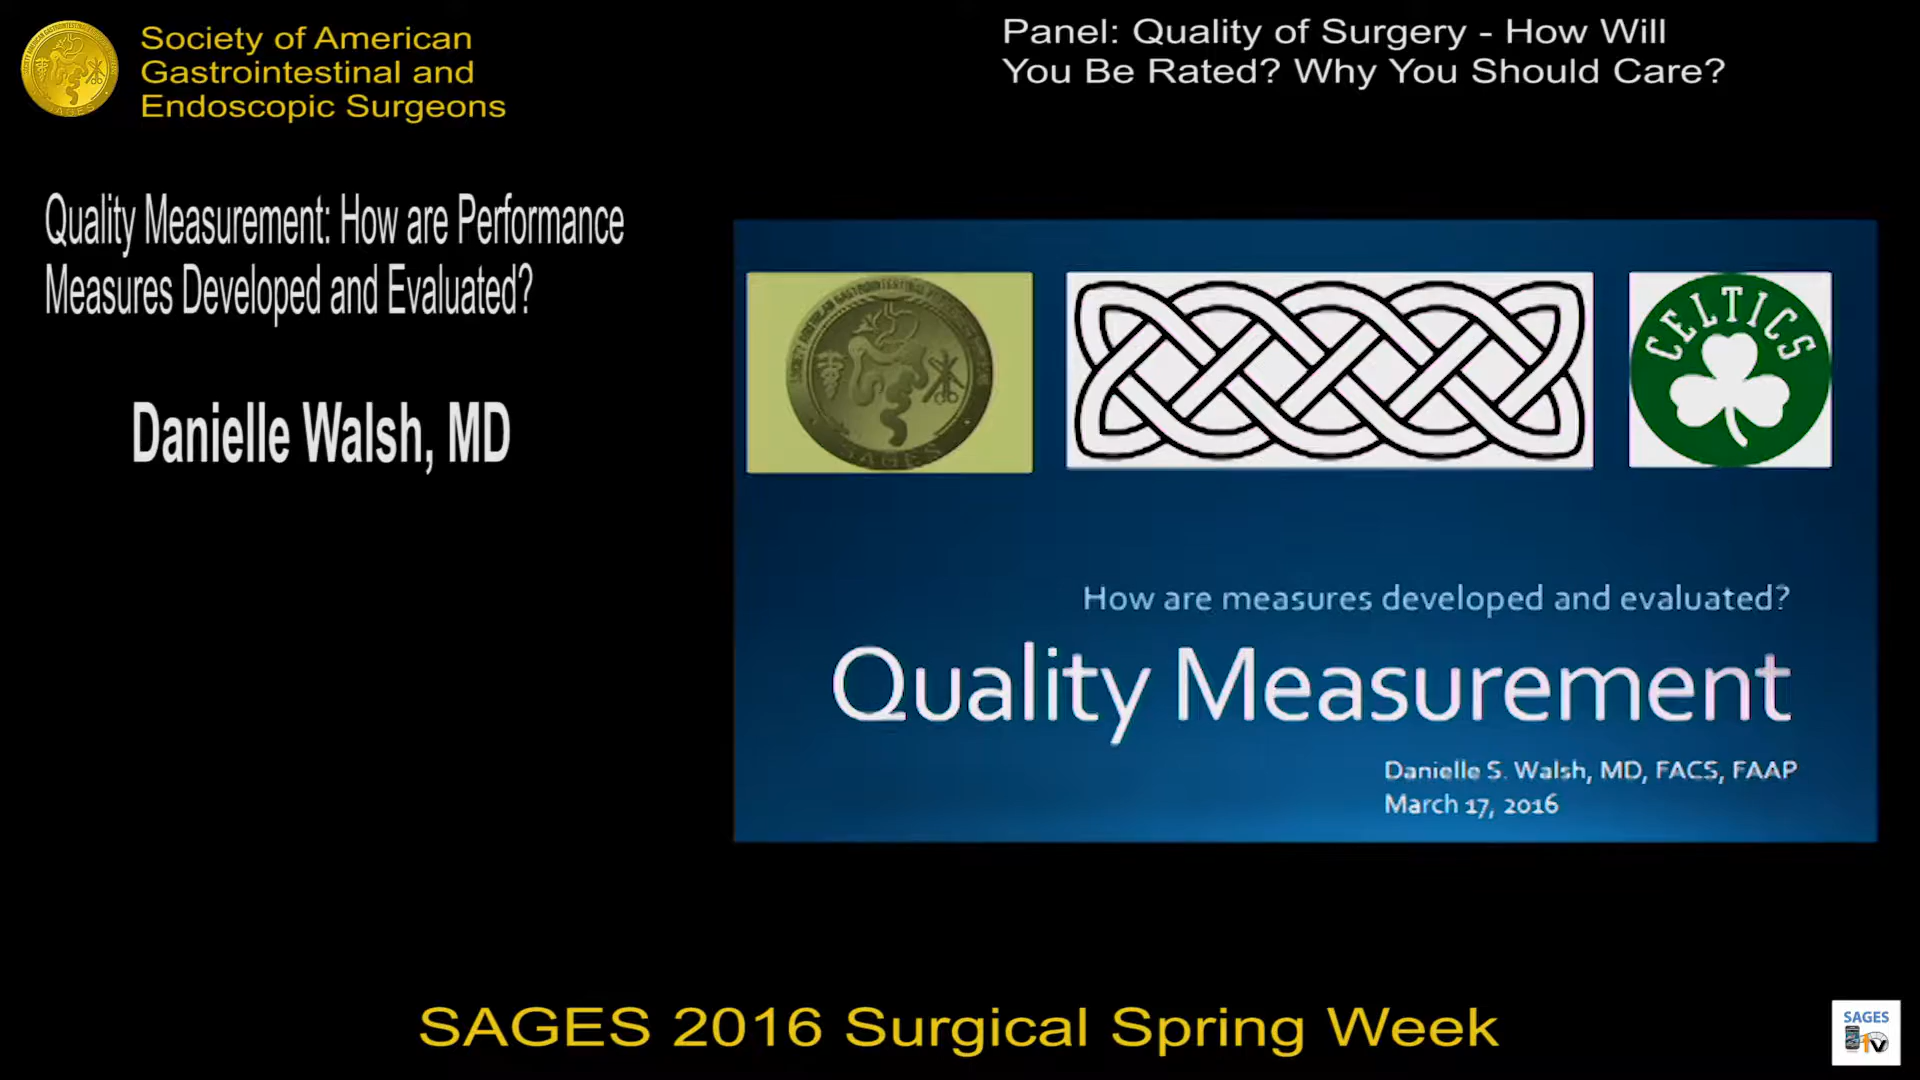 Society of American
Gastrointestinal and
Endoscopic Surgeons
Panel: Quality of Surgery - How Will
You Be Rated? Why You Should Care?
Quality Measurement: How are Performance
Measures Developed and Evaluated?
Danielle Walsh, MD
SAGES
CELTICS
How are measures developed and evaluated?
Quality Measurement
Danielle S. Walsh, MD, FACS, FAAP
March 17, 2016
SAGES 2016 Surgical Spring Week
SAGES
TV